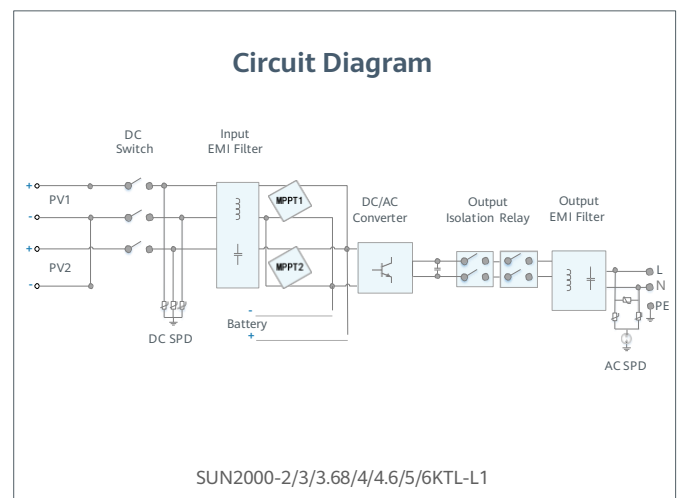 Circuit Diagram
DC
Switch
Input
EMI Filter
+
PV1
-
+
PV2
-
MPPT1
MPPT2
DC/AC
Converter
Output
Isolation Relay
Output
EMI Filter
L
N
PE
DC SPD
-
Battery
+
AC SPD
SUN2000-2/3/3.68/4/4.6/5/6KTL-L1